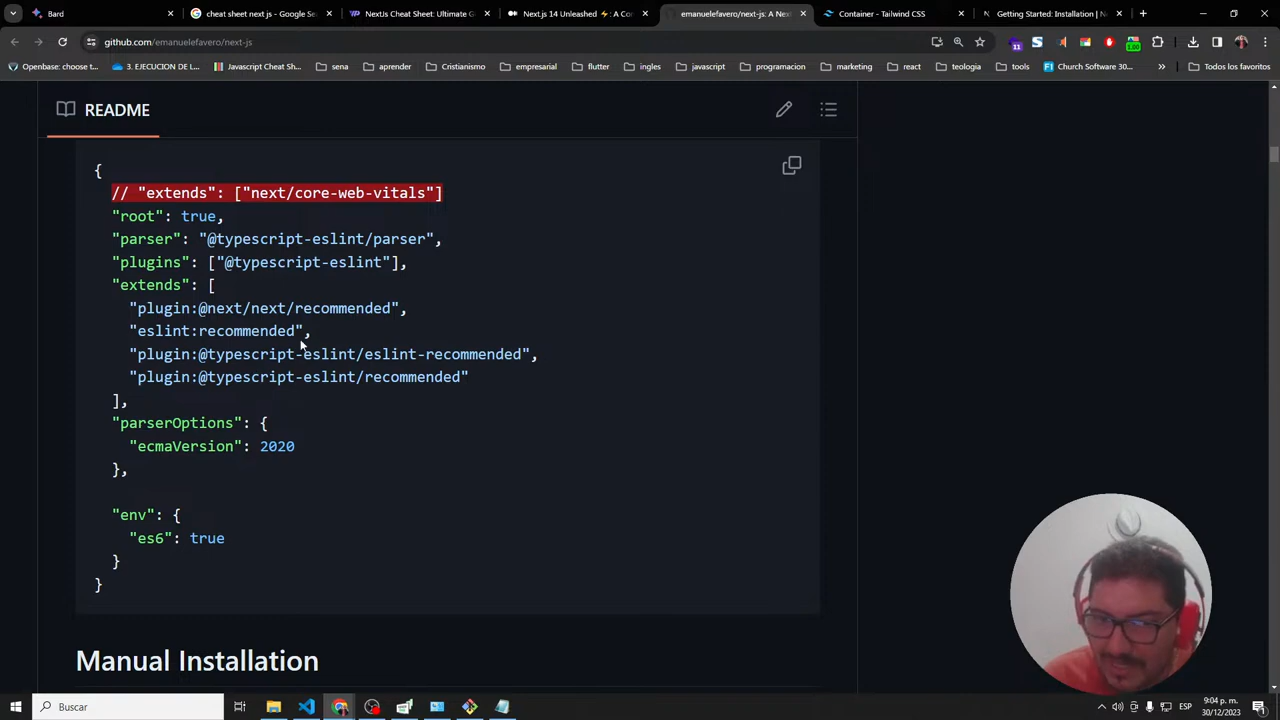 Bard
cheat sheet next js - Google Se
NextJs Cheat Sheet: Ultimate G
Next.js 14 Unleashed ⚡: A Co
emanuelefavero/next-js: A Nex
Container - Tailwind CSS
Getting Started: Installation | Ne
github.com/emanuelefavero/next-js
11
1.00
Openbase: choose t...
3. EJECUCION DE L...
Javascript Cheat Sh...
sena
aprender
Cristianismo
empresarial
flutter
ingles
javascript
programacion
marketing
react
teologia
tools
Church Software 30...
»
Todos los favoritos
README
{
// "extends": ["next/core-web-vitals"]
"root": true,
"parser": "@typescript-eslint/parser",
"plugins": ["@typescript-eslint"],
"extends": [
"plugin:@next/next/recommended",
"eslint:recommended",
"plugin:@typescript-eslint/eslint-recommended",
"plugin:@typescript-eslint/recommended"
],
"parserOptions": {
"ecmaVersion": 2020
},
"env": {
"es6": true
}
}
Manual Installation
Buscar
ESP
9:04 p. m.
30/12/2023